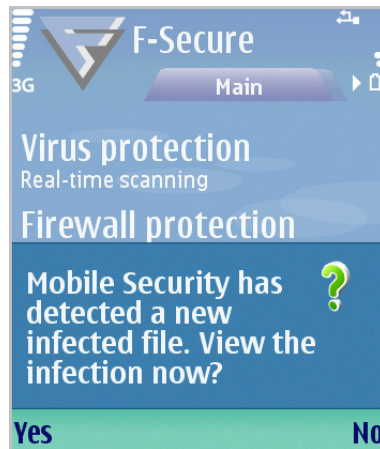 F-Secure
3G
Main
Virus protection
Real-time scanning
Firewall protection
Mobile Security has
detected a new
infected file. View the
infection now?
Yes
No